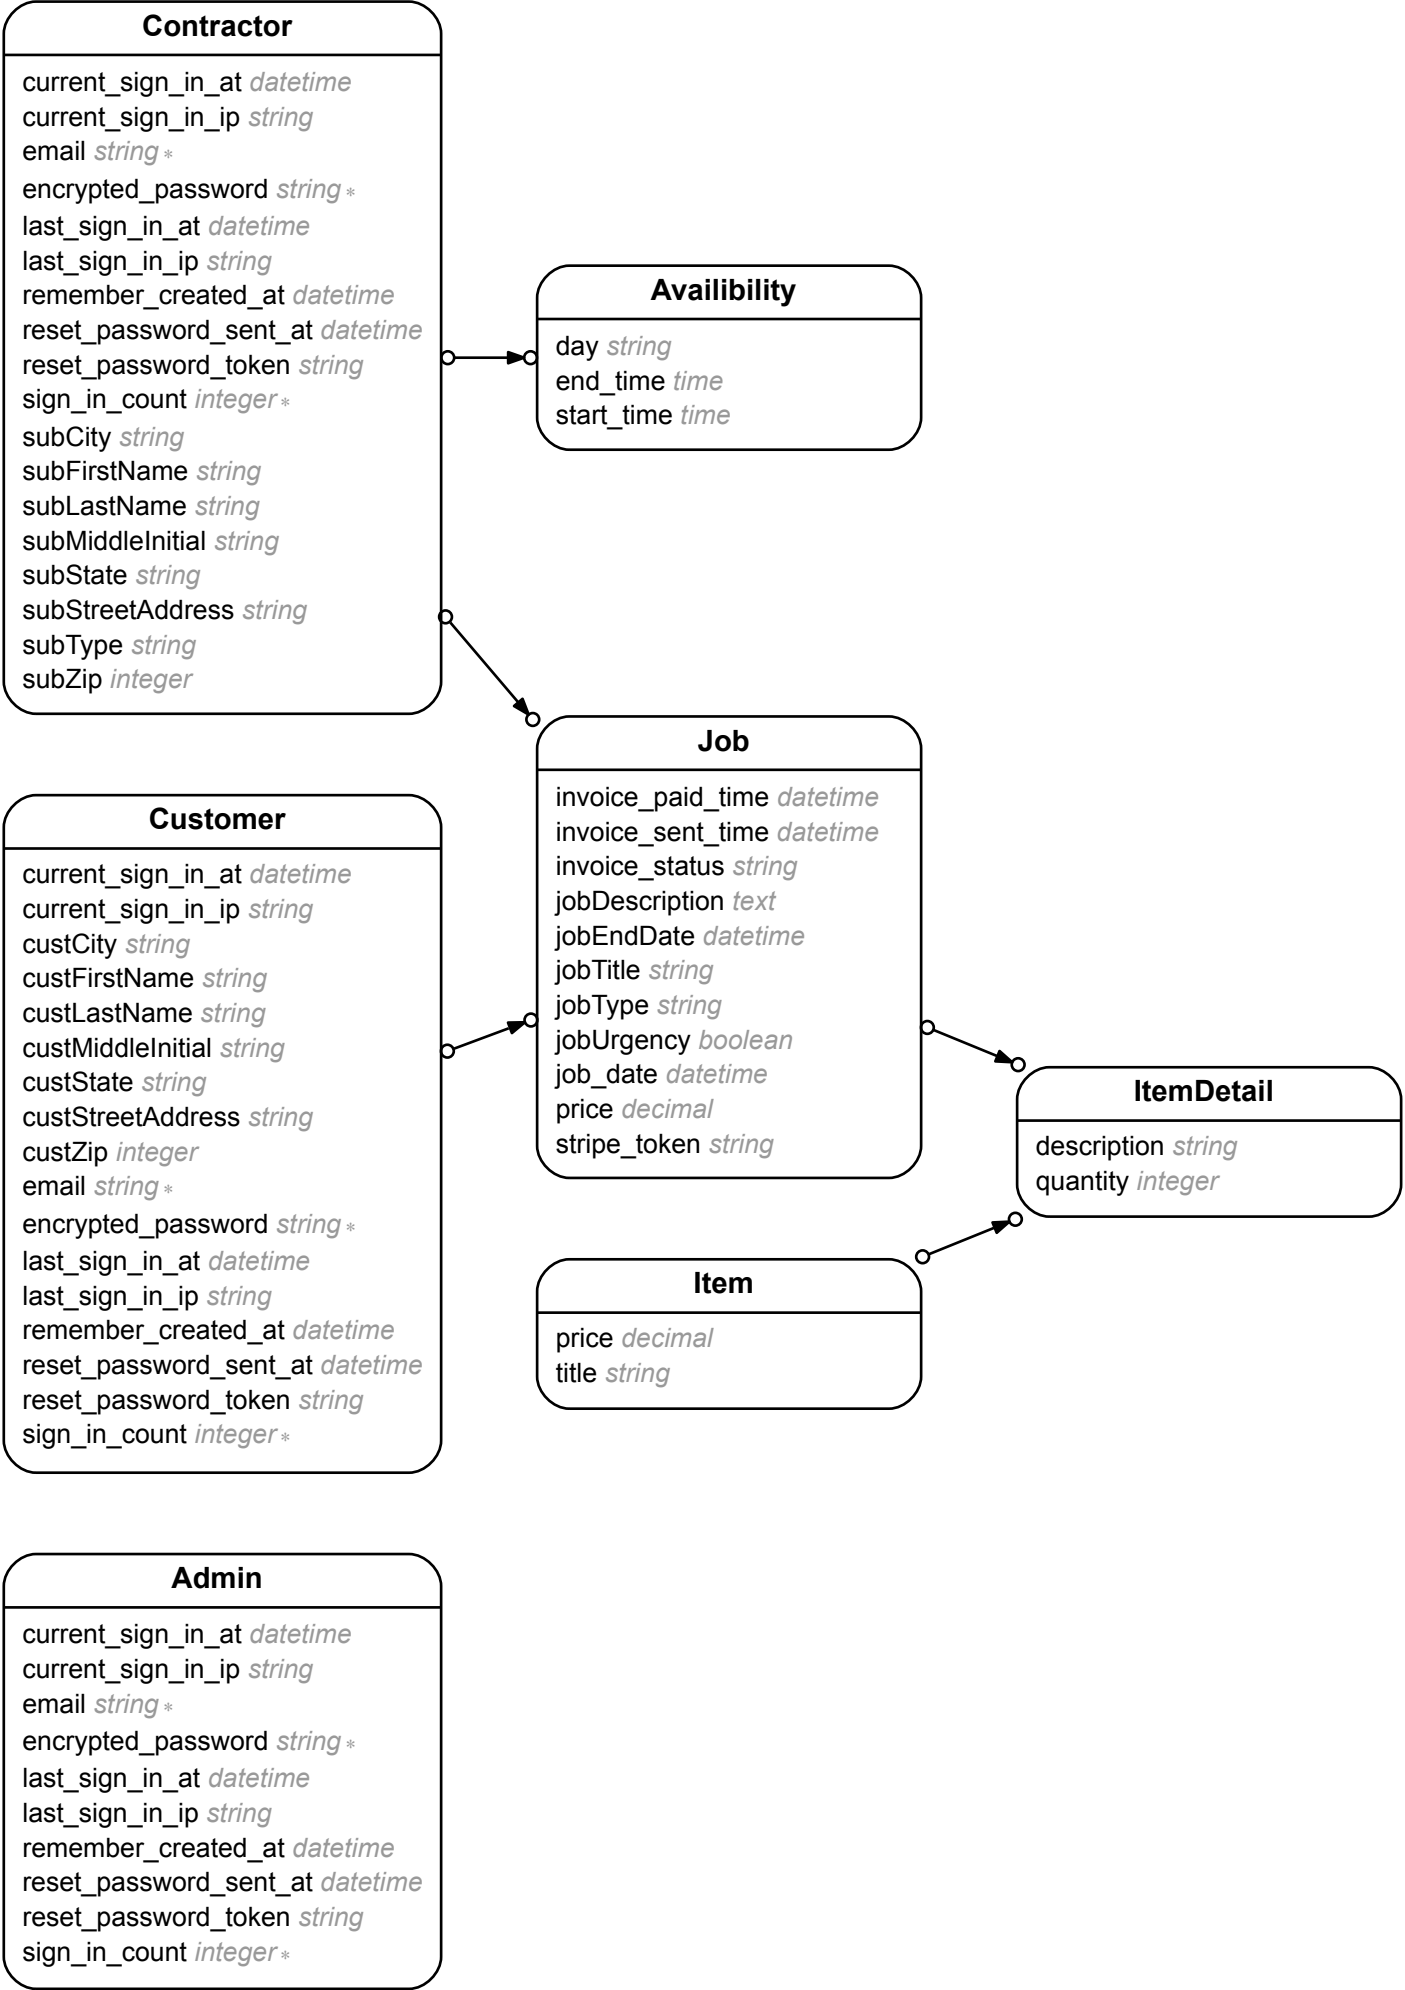 Contractor
current_sign_in_at datetime
current_sign_in_ip string
email string *
encrypted_password string *
last_sign_in_at datetime
last_sign_in_ip string
remember_created_at datetime
reset_password_sent_at datetime
reset_password_token string
sign_in_count integer *
subCity string
subFirstName string
subLastName string
subMiddleInitial string
subState string
subStreetAddress string
subType string
subZip integer
Availibility
day string
end_time time
start_time time
Job
invoice_paid_time datetime
invoice_sent_time datetime
invoice_status string
jobDescription text
jobEndDate datetime
jobTitle string
jobType string
jobUrgency boolean
job_date datetime
price decimal
stripe_token string
Customer
current_sign_in_at datetime
current_sign_in_ip string
custCity string
custFirstName string
custLastName string
custMiddleInitial string
custState string
custStreetAddress string
custZip integer
email string *
encrypted_password string *
last_sign_in_at datetime
last_sign_in_ip string
remember_created_at datetime
reset_password_sent_at datetime
reset_password_token string
sign_in_count integer *
ItemDetail
description string
quantity integer
Item
price decimal
title string
Admin
current_sign_in_at datetime
current_sign_in_ip string
email string *
encrypted_password string *
last_sign_in_at datetime
last_sign_in_ip string
remember_created_at datetime
reset_password_sent_at datetime
reset_password_token string
sign_in_count integer *